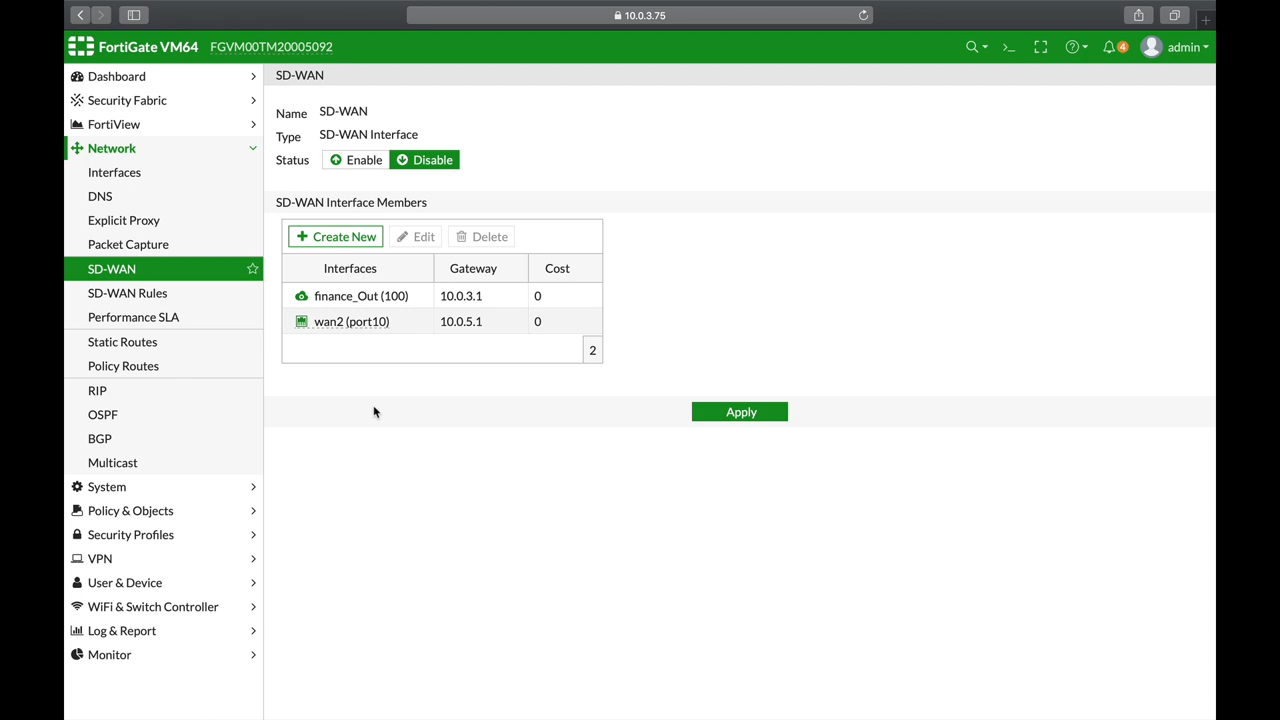 10.0.3.75
FortiGate VM64 FGVM00TM20005092
4 admin
Dashboard
Security Fabric
FortiView
Network
Interfaces
DNS
Explicit Proxy
Packet Capture
SD-WAN
SD-WAN Rules
Performance SLA
Static Routes
Policy Routes
RIP
OSPF
BGP
Multicast
System
Policy & Objects
Security Profiles
VPN
User & Device
WiFi & Switch Controller
Log & Report
Monitor
SD-WAN
Name SD-WAN
Type SD-WAN Interface
Status Enable Disable
SD-WAN Interface Members
+ Create New Edit Delete
Interfaces Gateway Cost
finance_Out (100) 10.0.3.1 0
wan2 (port10) 10.0.5.1 0
2
Apply